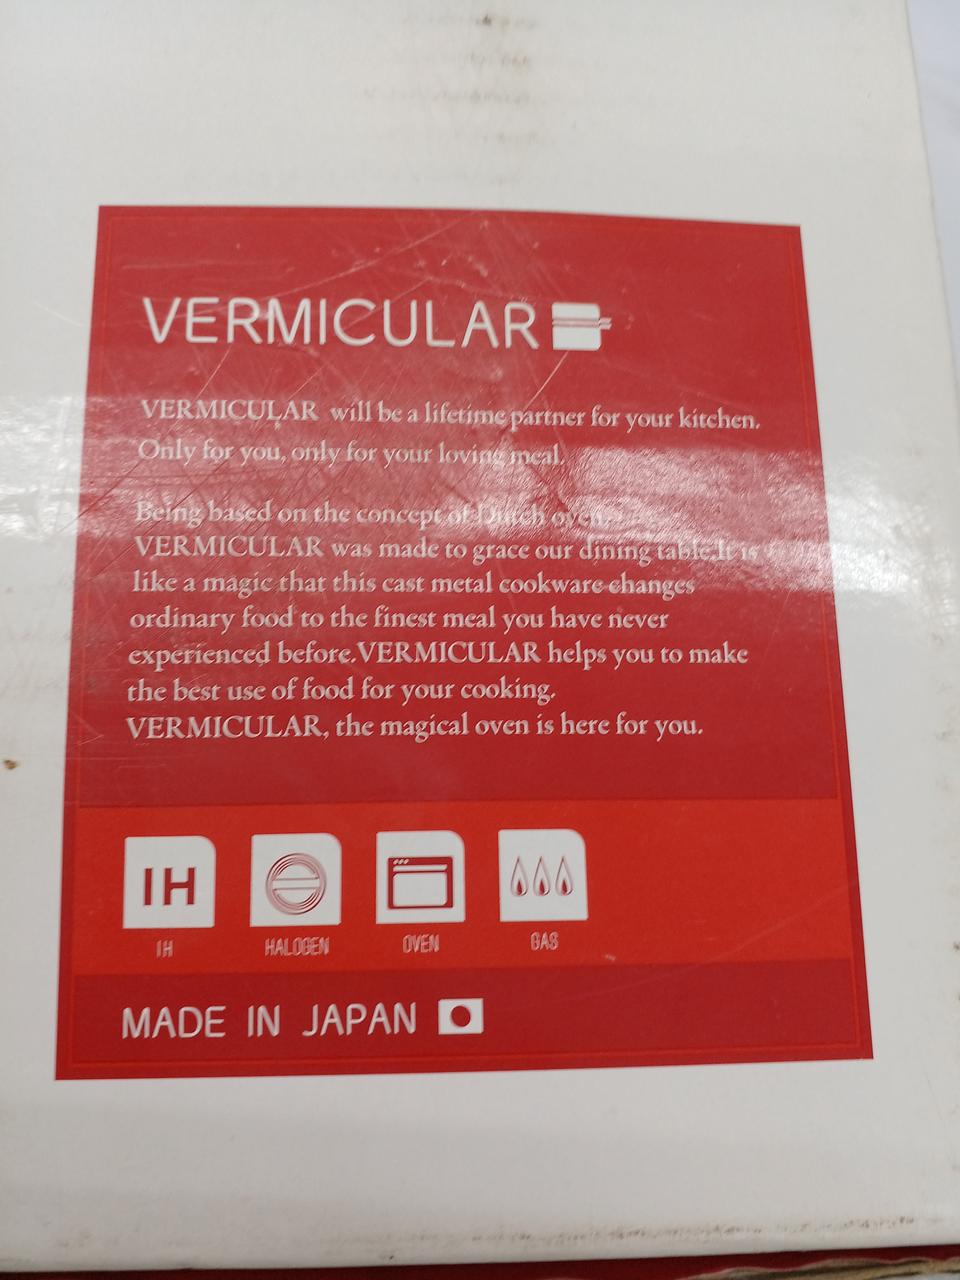 VERMICULAR
VERMICULAR will be a lifetime partner for your kitchen.
Only for you, only for your loving meal.
Being based on the concept of Dutch oven,
VERMICULAR was made to grace our dining table.It is
like a magic that this cast metal cookware changes
ordinary food to the finest meal you have never
experienced before.VERMICULAR helps you to make
the best use of food for your cooking.
VERMICULAR, the magical oven is here for you.
IH
IH HALOGEN OVEN GAS
MADE IN JAPAN